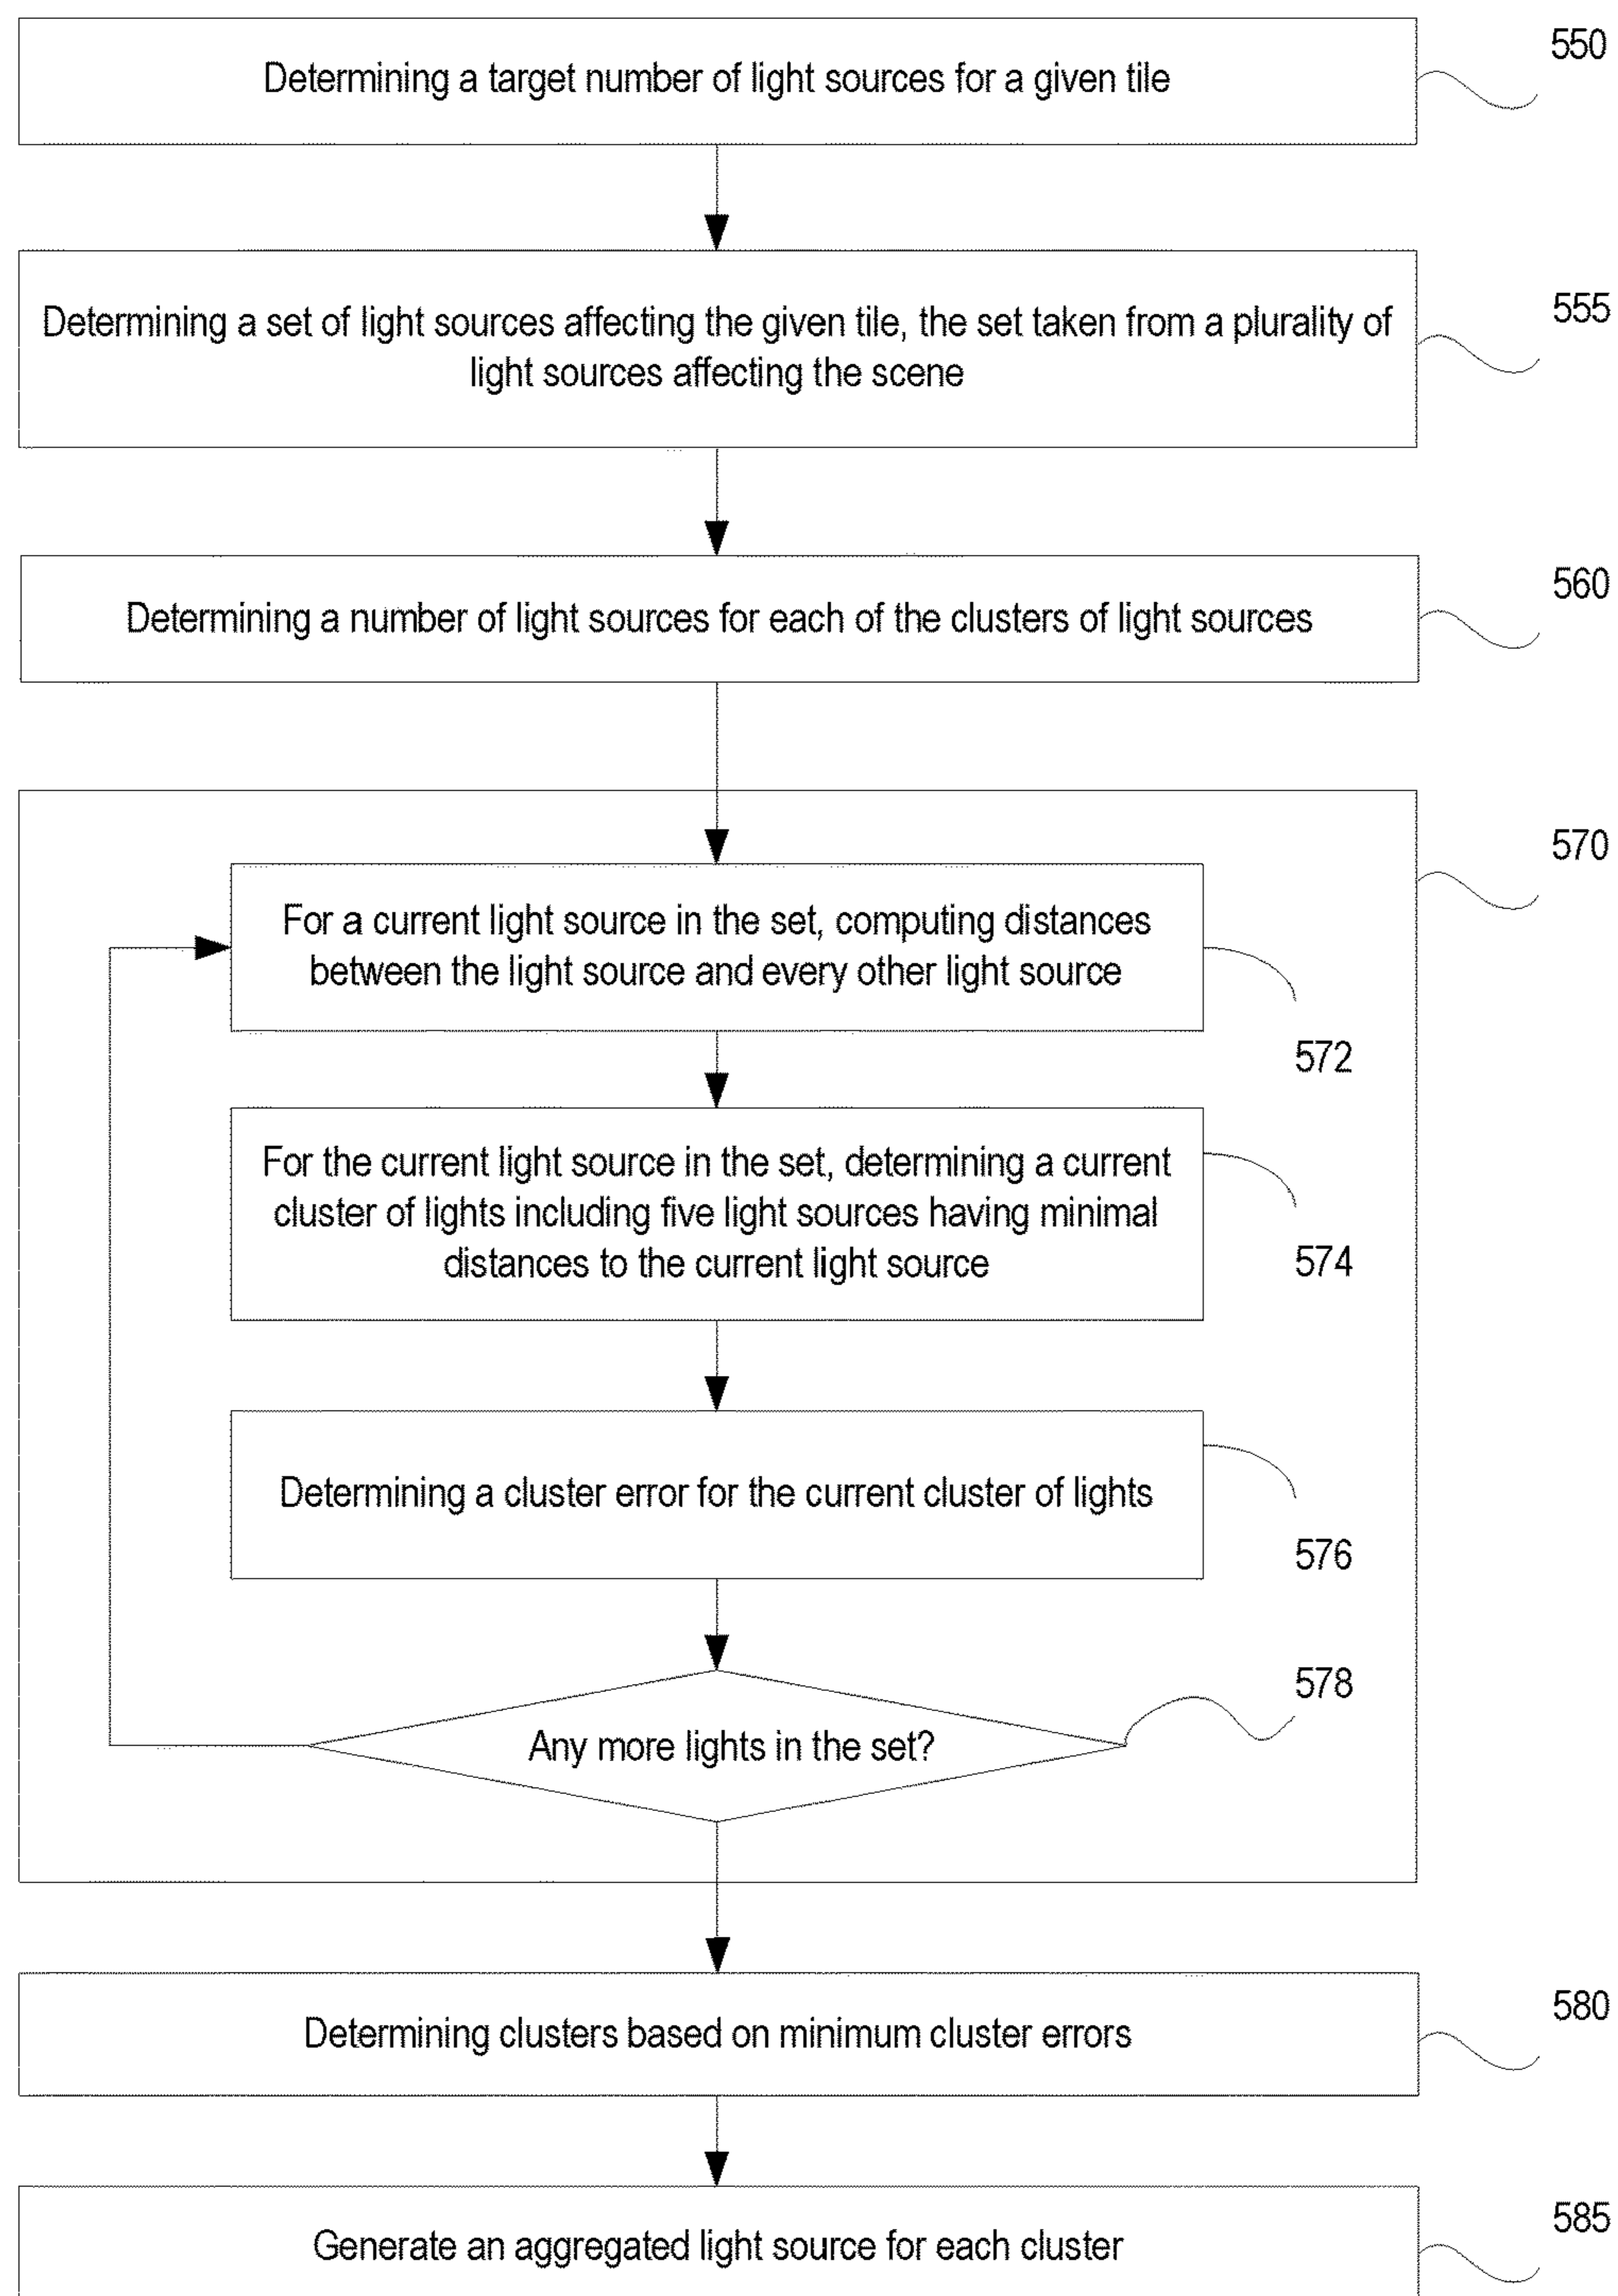 550
Determining a target number of light sources for a given tile
555
Determining a set of light sources affecting the given tile, the set taken from a plurality of
light sources affecting the scene
560
Determining a number of light sources for each of the clusters of light sources
570
For a current light source in the set, computing distances
between the light source and every other light source
572
For the current light source in the set, determining a current
cluster of lights including five light sources having minimal
distances to the current light source
574
Determining a cluster error for the current cluster of lights
576
578
Any more lights in the set?
580
Determining clusters based on minimum cluster errors
585
Generate an aggregated light source for each cluster